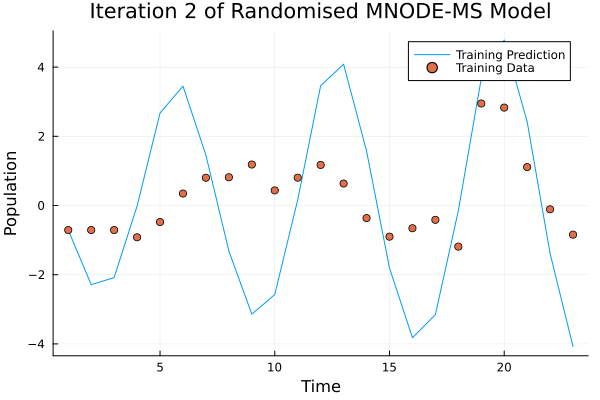 Iteration 2 of Randomised MNODE-MS Model
Training Prediction
Training Data
Population
4
2
0
−2
−4
5
10
15
20
Time